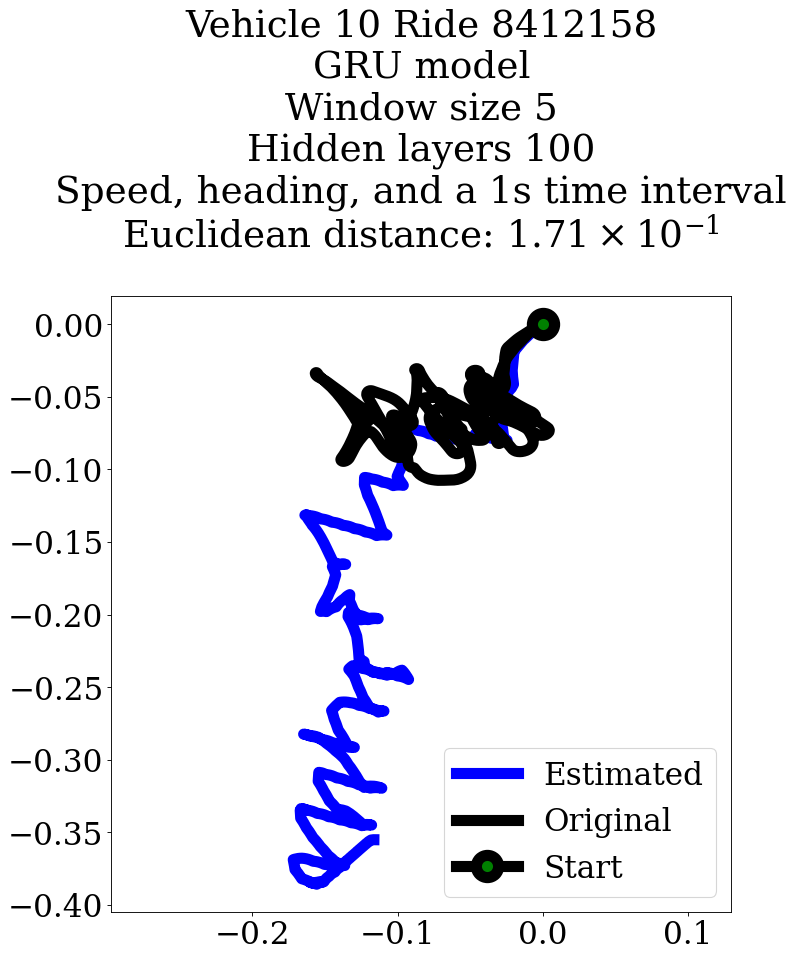 Vehicle 10 Ride 8412158
GRU model
Window size 5
Hidden layers 100
Speed, heading, and a 1s time interval
Euclidean distance: 1.71 × 10⁻¹
0.00
−0.05
−0.10
−0.15
−0.20
−0.25
−0.30
−0.35
−0.40
Estimated
Original
Start
−0.2
−0.1
0.0
0.1